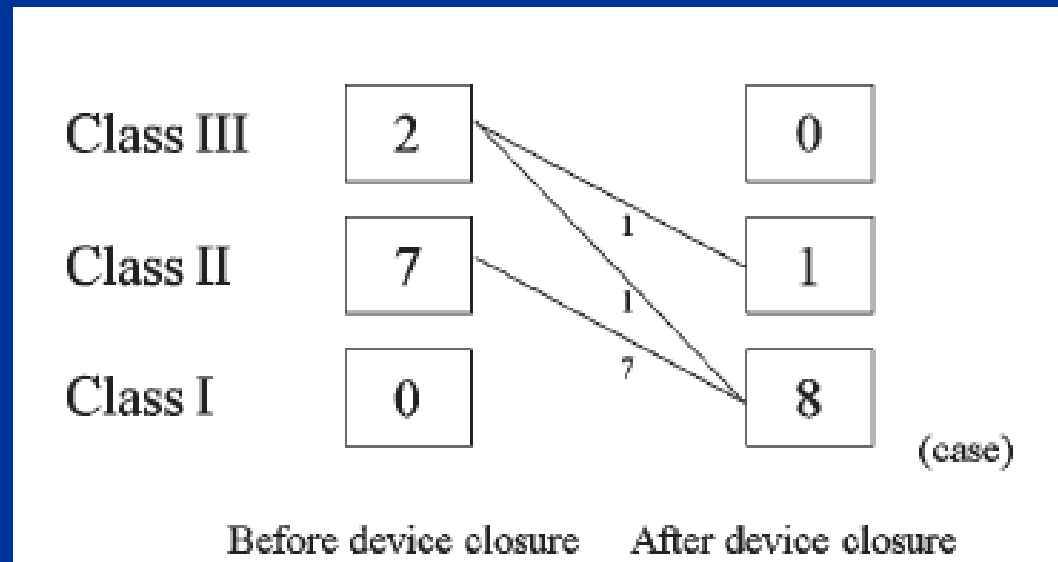 Class III 2 0
1
Class II 7 1
1
7
Class I 0 8
(case)
Before device closure After device closure